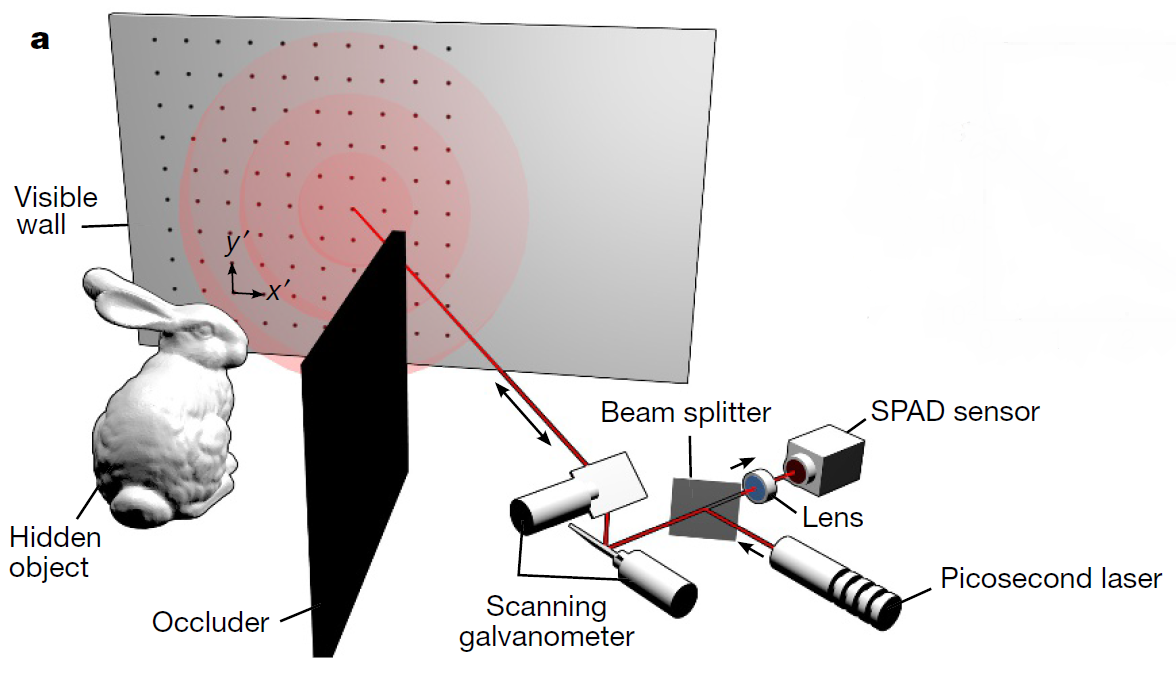 a
Visible
wall
y′
x′
Beam splitter
SPAD sensor
Lens
Hidden
object
Picosecond laser
Occluder
Scanning
galvanometer